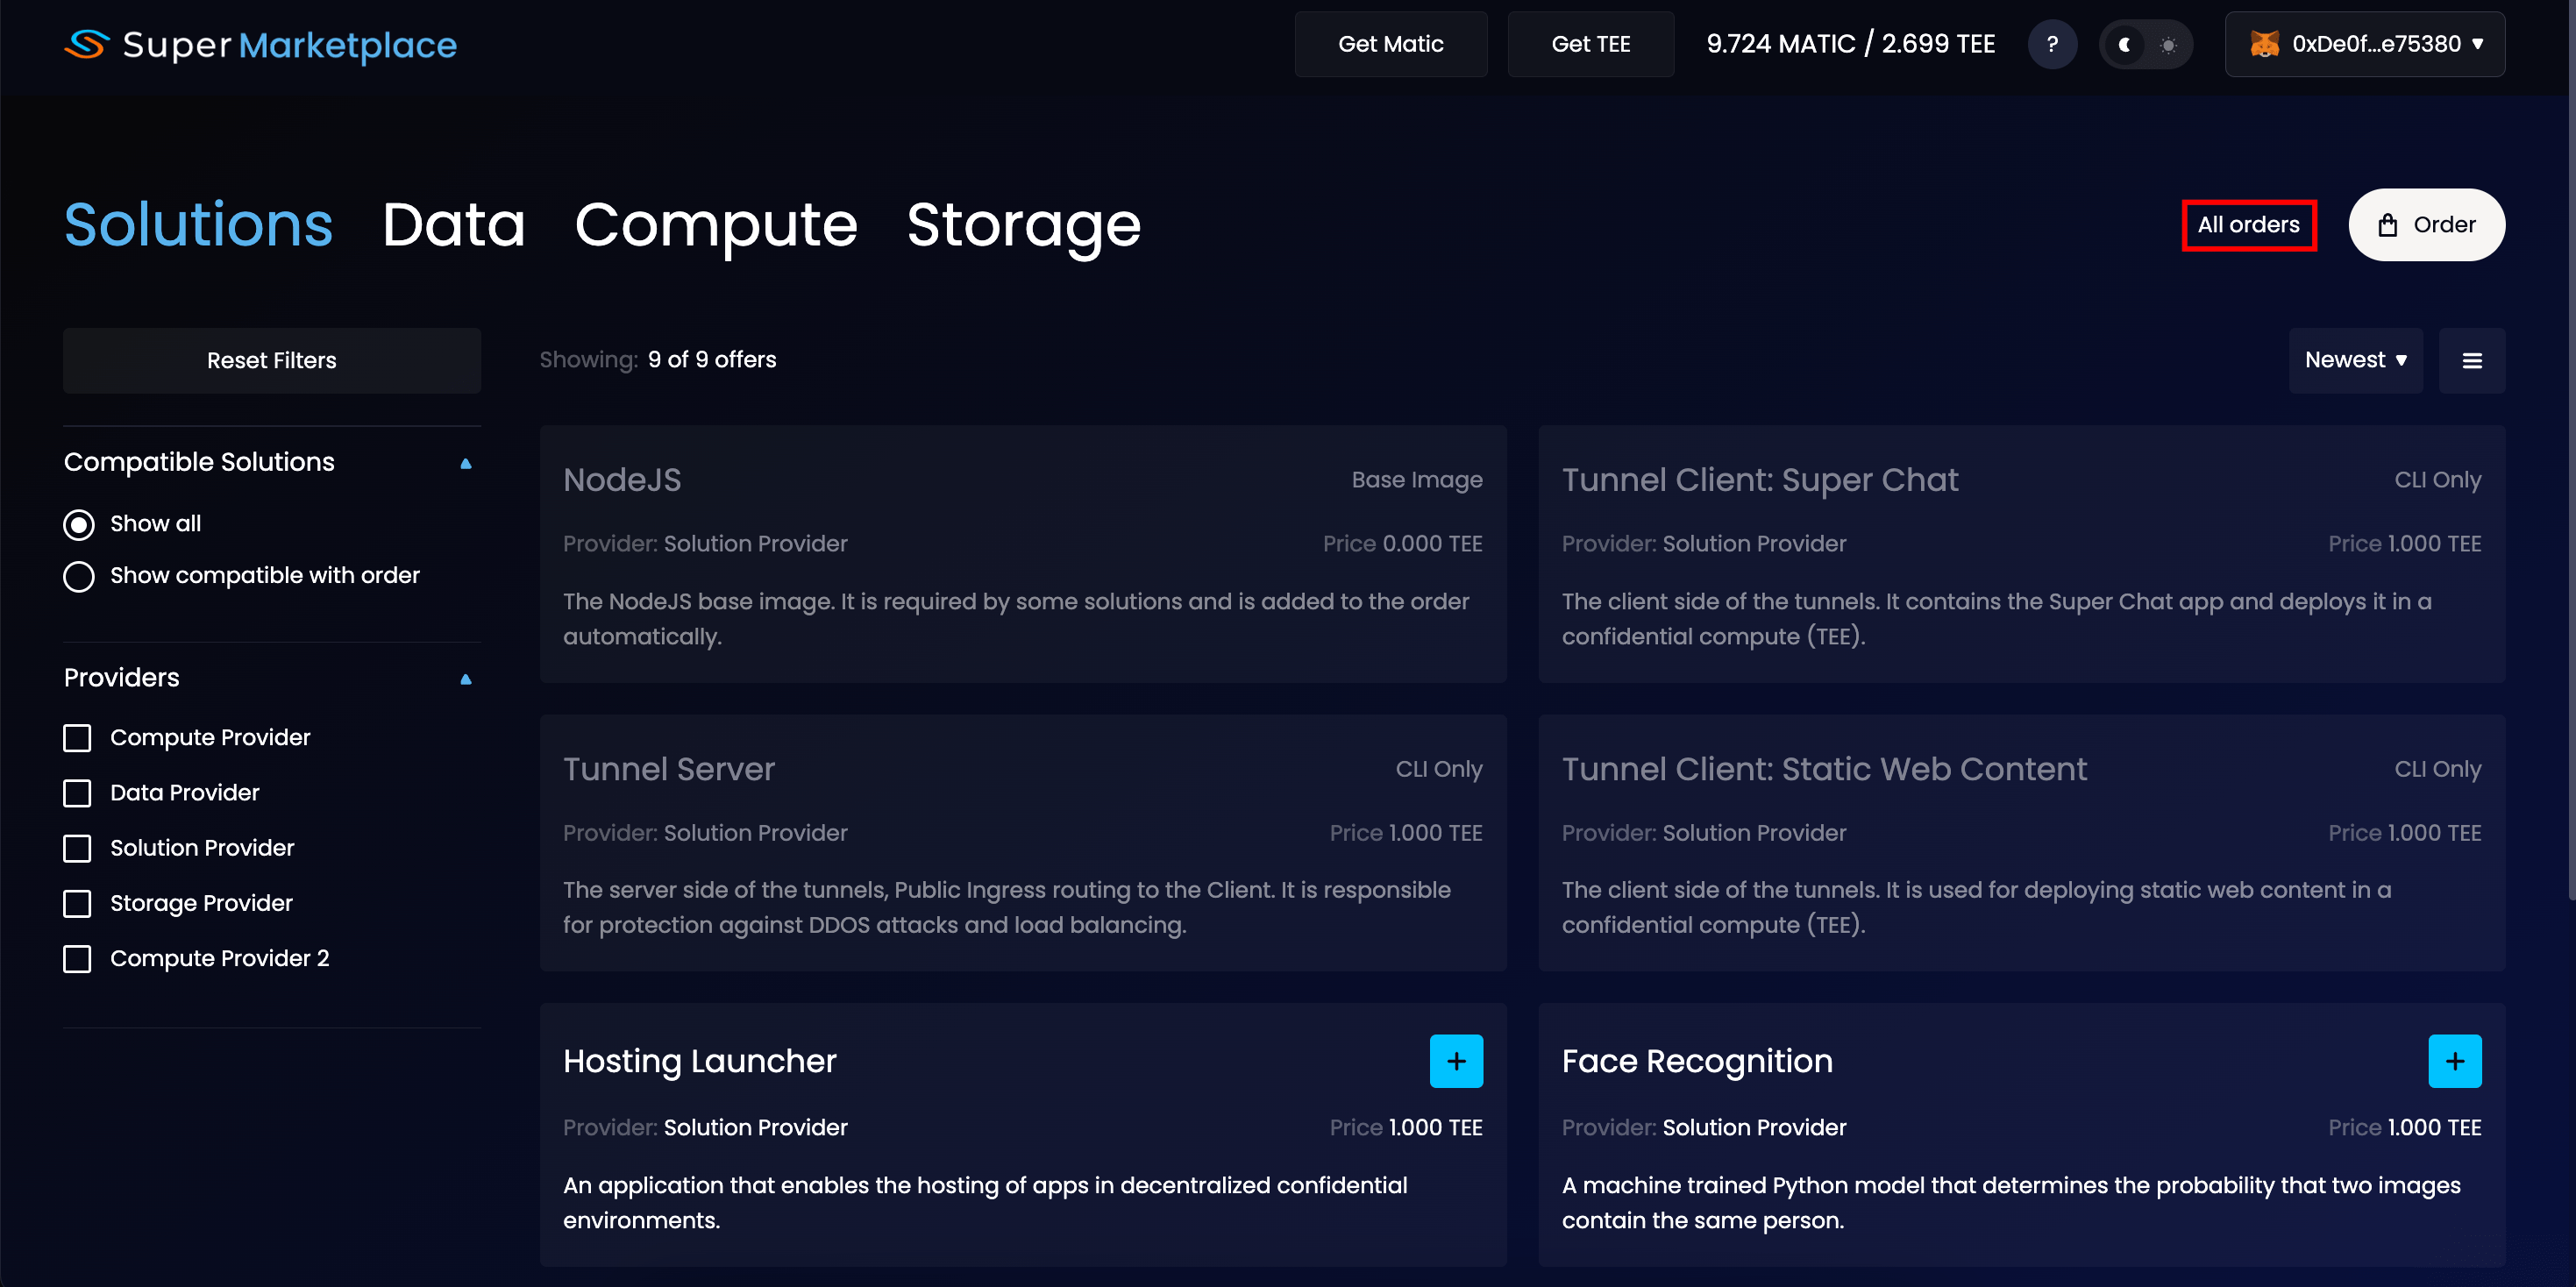 Super Marketplace
Get Matic
Get TEE
9.724 MATIC / 2.699 TEE
?
0xDe0f...e75380
Solutions
Data
Compute
Storage
All orders
Order
Reset Filters
Showing: 9 of 9 offers
Newest
Compatible Solutions
Show all
Show compatible with order
Providers
Compute Provider
Data Provider
Solution Provider
Storage Provider
Compute Provider 2
NodeJS
Base Image
Provider: Solution Provider
Price 0.000 TEE
The NodeJS base image. It is required by some solutions and is added to the order
automatically.
Tunnel Client: Super Chat
CLI Only
Provider: Solution Provider
Price 1.000 TEE
The client side of the tunnels. It contains the Super Chat app and deploys it in a
confidential compute (TEE).
Tunnel Server
CLI Only
Provider: Solution Provider
Price 1.000 TEE
The server side of the tunnels, Public Ingress routing to the Client. It is responsible
for protection against DDOS attacks and load balancing.
Tunnel Client: Static Web Content
CLI Only
Provider: Solution Provider
Price 1.000 TEE
The client side of the tunnels. It is used for deploying static web content in a
confidential compute (TEE).
Hosting Launcher
+
Provider: Solution Provider
Price 1.000 TEE
An application that enables the hosting of apps in decentralized confidential
environments.
Face Recognition
+
Provider: Solution Provider
Price 1.000 TEE
A machine trained Python model that determines the probability that two images
contain the same person.